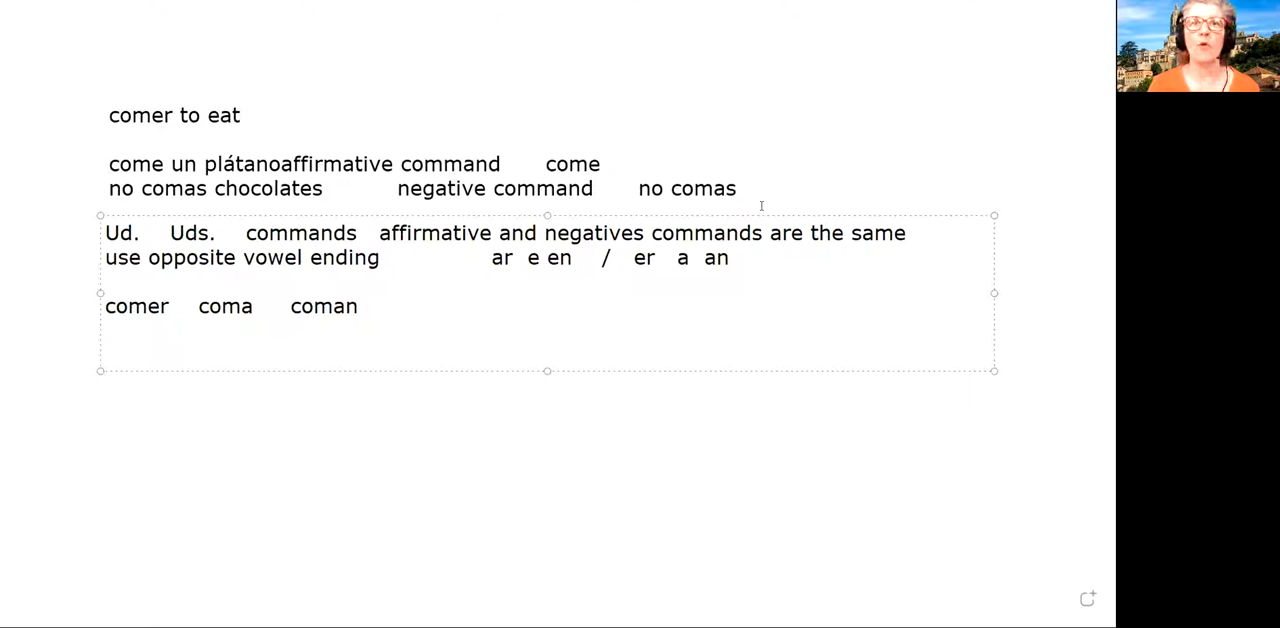 comer to eat
come un plátanoaffirmative command come
no comas chocolates negative command no comas
Ud. Uds. commands affirmative and negatives commands are the same
use opposite vowel ending ar e en / er a an
comer coma coman